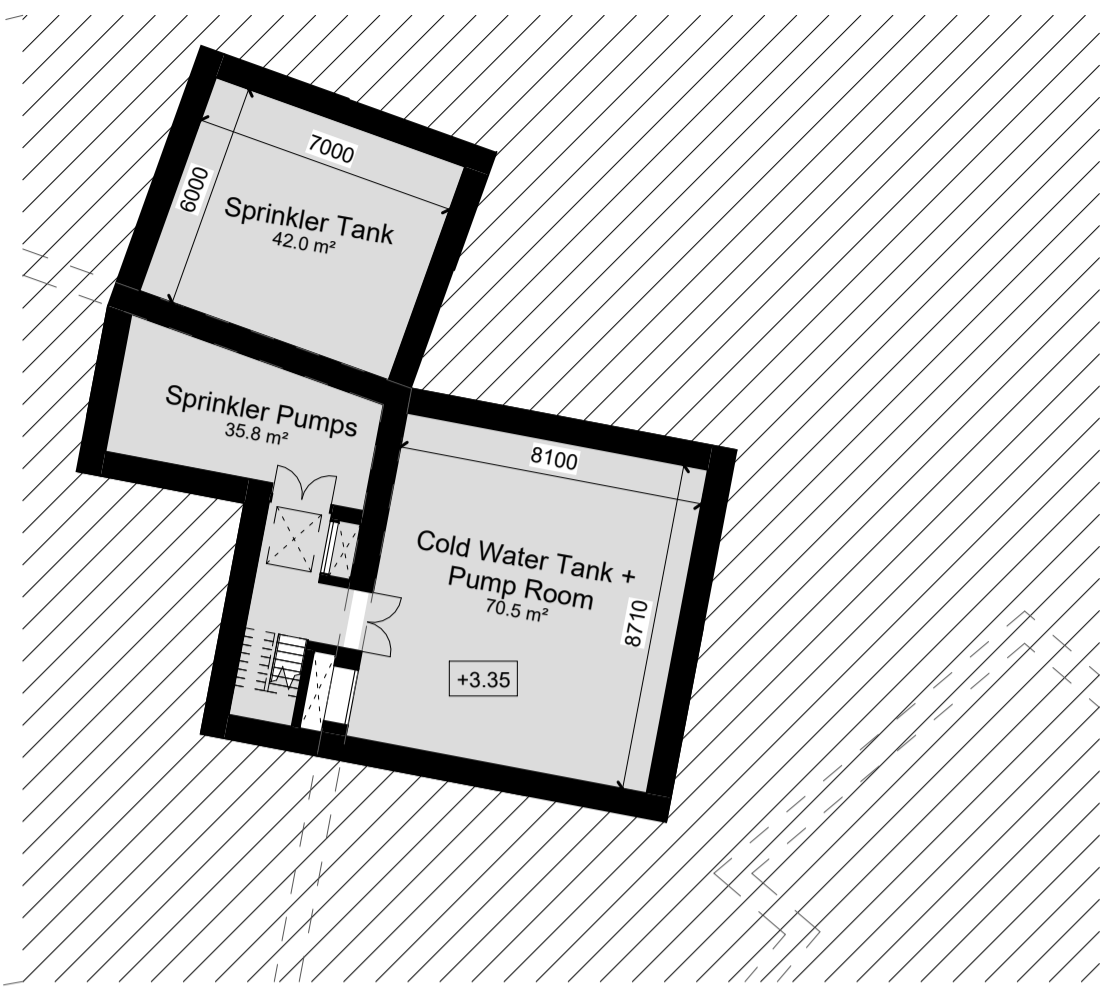 7000
6000
Sprinkler Tank
42.0 m²
Sprinkler Pumps
35.8 m²
8100
Cold Water Tank +
Pump Room
70.5 m²
8710
+3.35